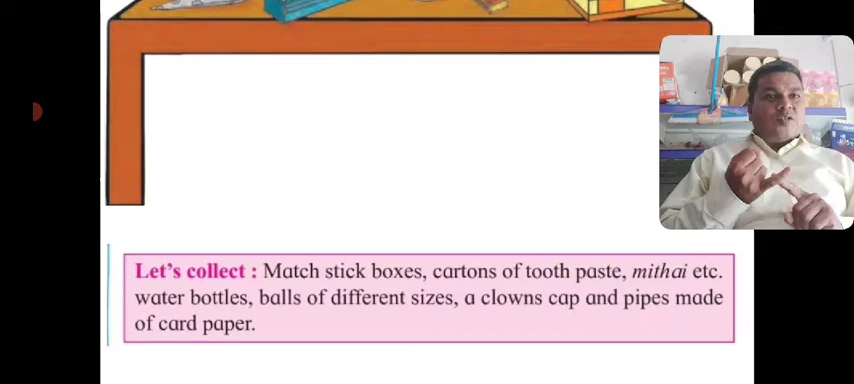 Let's collect : Match stick boxes, cartons of tooth paste, mithai etc.
water bottles, balls of different sizes, a clowns cap and pipes made
of card paper.